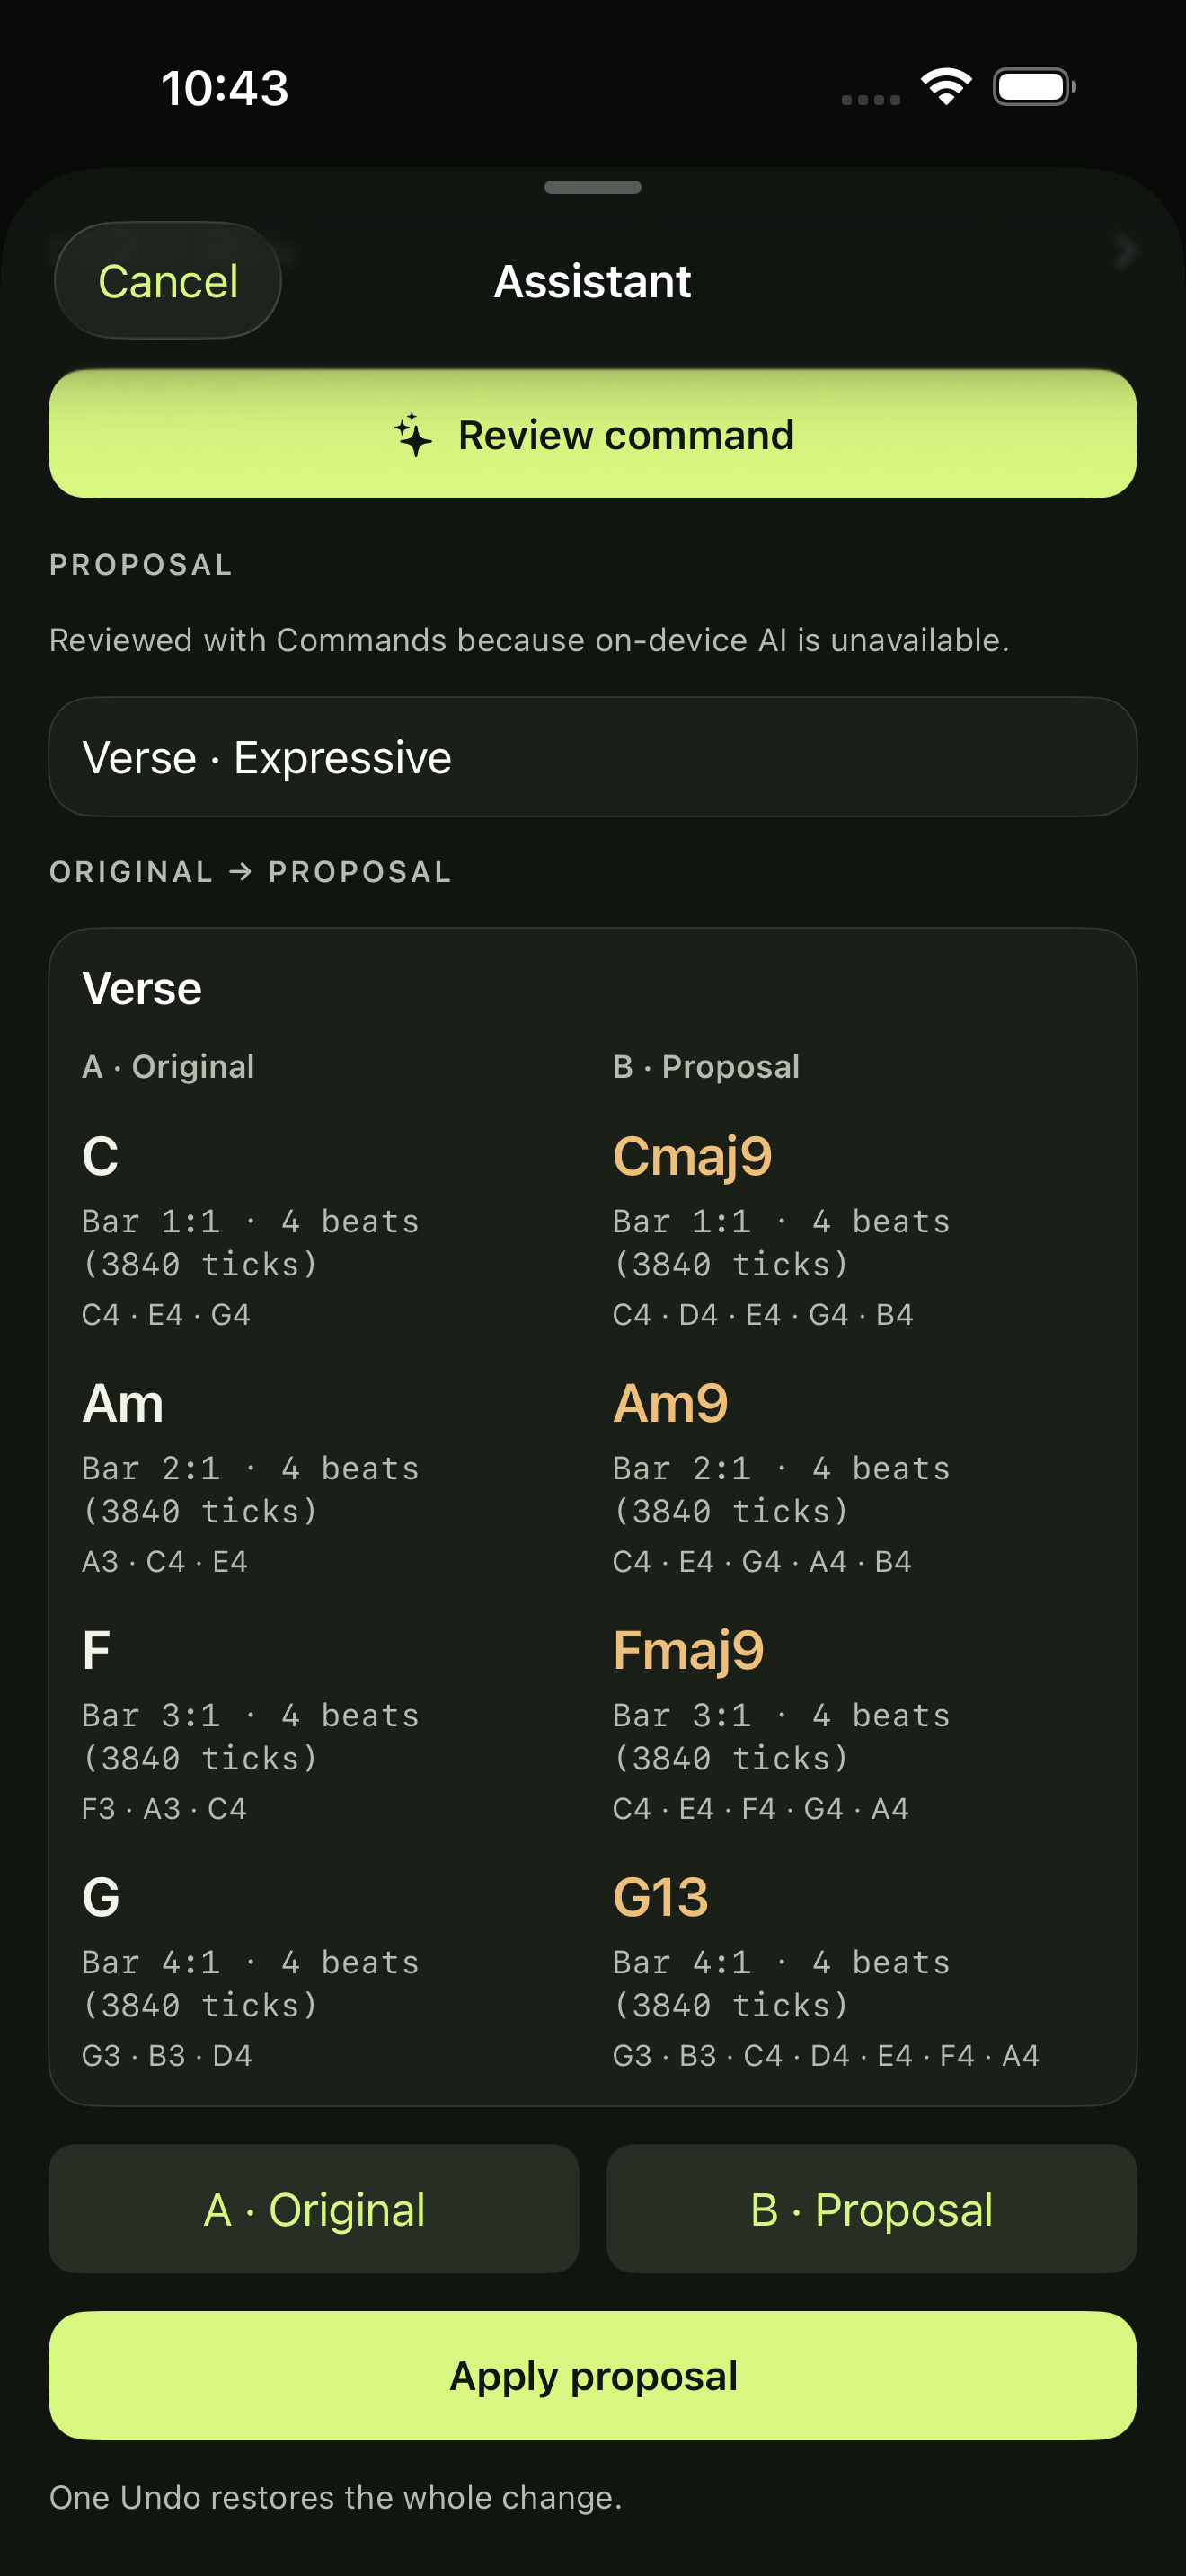 10:43
Cancel
Assistant
Review command
PROPOSAL
Reviewed with Commands because on-device AI is unavailable.
Verse · Expressive
ORIGINAL → PROPOSAL
Verse
A · Original
B · Proposal
C
Cmaj9
Bar 1:1 · 4 beats
(3840 ticks)
Bar 1:1 · 4 beats
(3840 ticks)
C4 · E4 · G4
C4 · D4 · E4 · G4 · B4
Am
Am9
Bar 2:1 · 4 beats
(3840 ticks)
Bar 2:1 · 4 beats
(3840 ticks)
A3 · C4 · E4
C4 · E4 · G4 · A4 · B4
F
Fmaj9
Bar 3:1 · 4 beats
(3840 ticks)
Bar 3:1 · 4 beats
(3840 ticks)
F3 · A3 · C4
C4 · E4 · F4 · G4 · A4
G
G13
Bar 4:1 · 4 beats
(3840 ticks)
Bar 4:1 · 4 beats
(3840 ticks)
G3 · B3 · D4
G3 · B3 · C4 · D4 · E4 · F4 · A4
A · Original
B · Proposal
Apply proposal
One Undo restores the whole change.